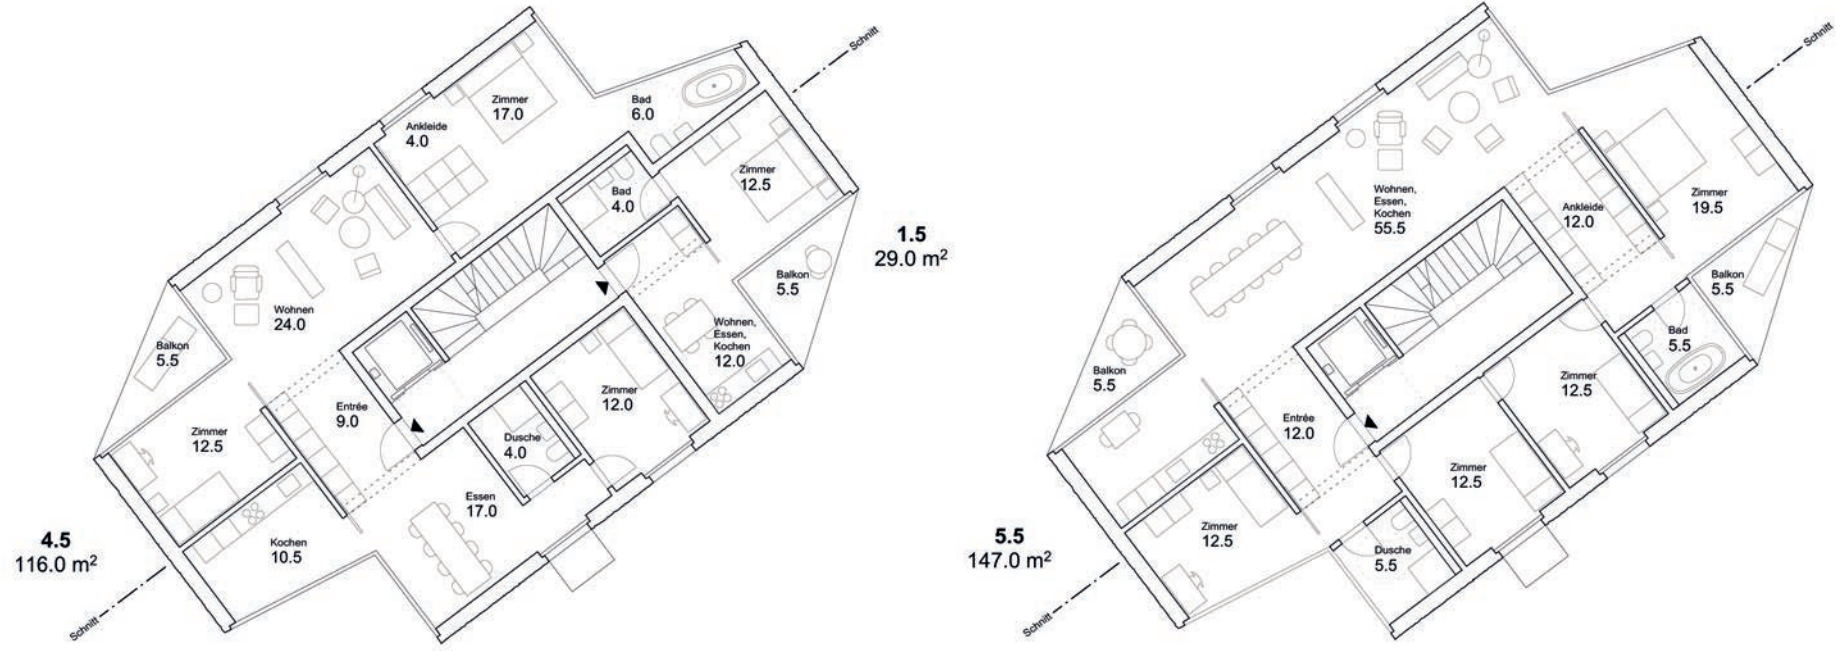 Schnitt
Zimmer
17.0
Bad
6.0
Ankleide
4.0
Zimmer
12.5
Bad
4.0
1.5
29.0 m²
Balkon
5.5
Wohnen
24.0
Wohnen,
Essen,
Kochen
12.0
Balkon
5.5
Zimmer
12.0
Entrée
9.0
Zimmer
12.5
Dusche
4.0
Essen
17.0
4.5
116.0 m²
Kochen
10.5
Schnitt
Schnitt
Wohnen,
Essen,
Kochen
55.5
Zimmer
19.5
Ankleide
12.0
Balkon
5.5
Bad
5.5
Balkon
5.5
Zimmer
12.5
Entrée
12.0
Zimmer
12.5
Zimmer
12.5
5.5
147.0 m²
Dusche
5.5
Schnitt